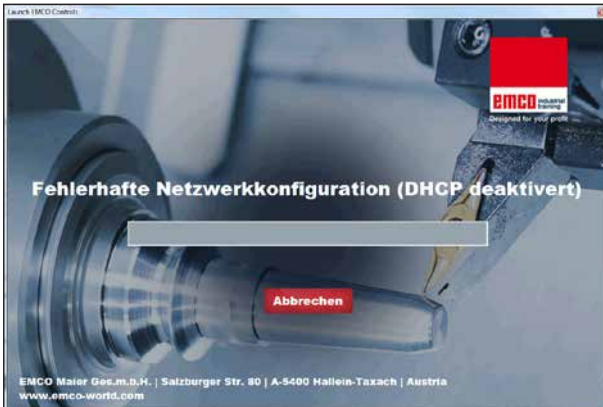 Launch EMCO Controls
emco industrial
training
Designed for your profit
Fehlerhafte Netzwerkkonfiguration (DHCP deaktivert)
Abbrechen
EMCO Maier Ges.m.b.H. | Salzburger Str. 80 | A-5400 Hallein-Taxach | Austria
www.emco-world.com